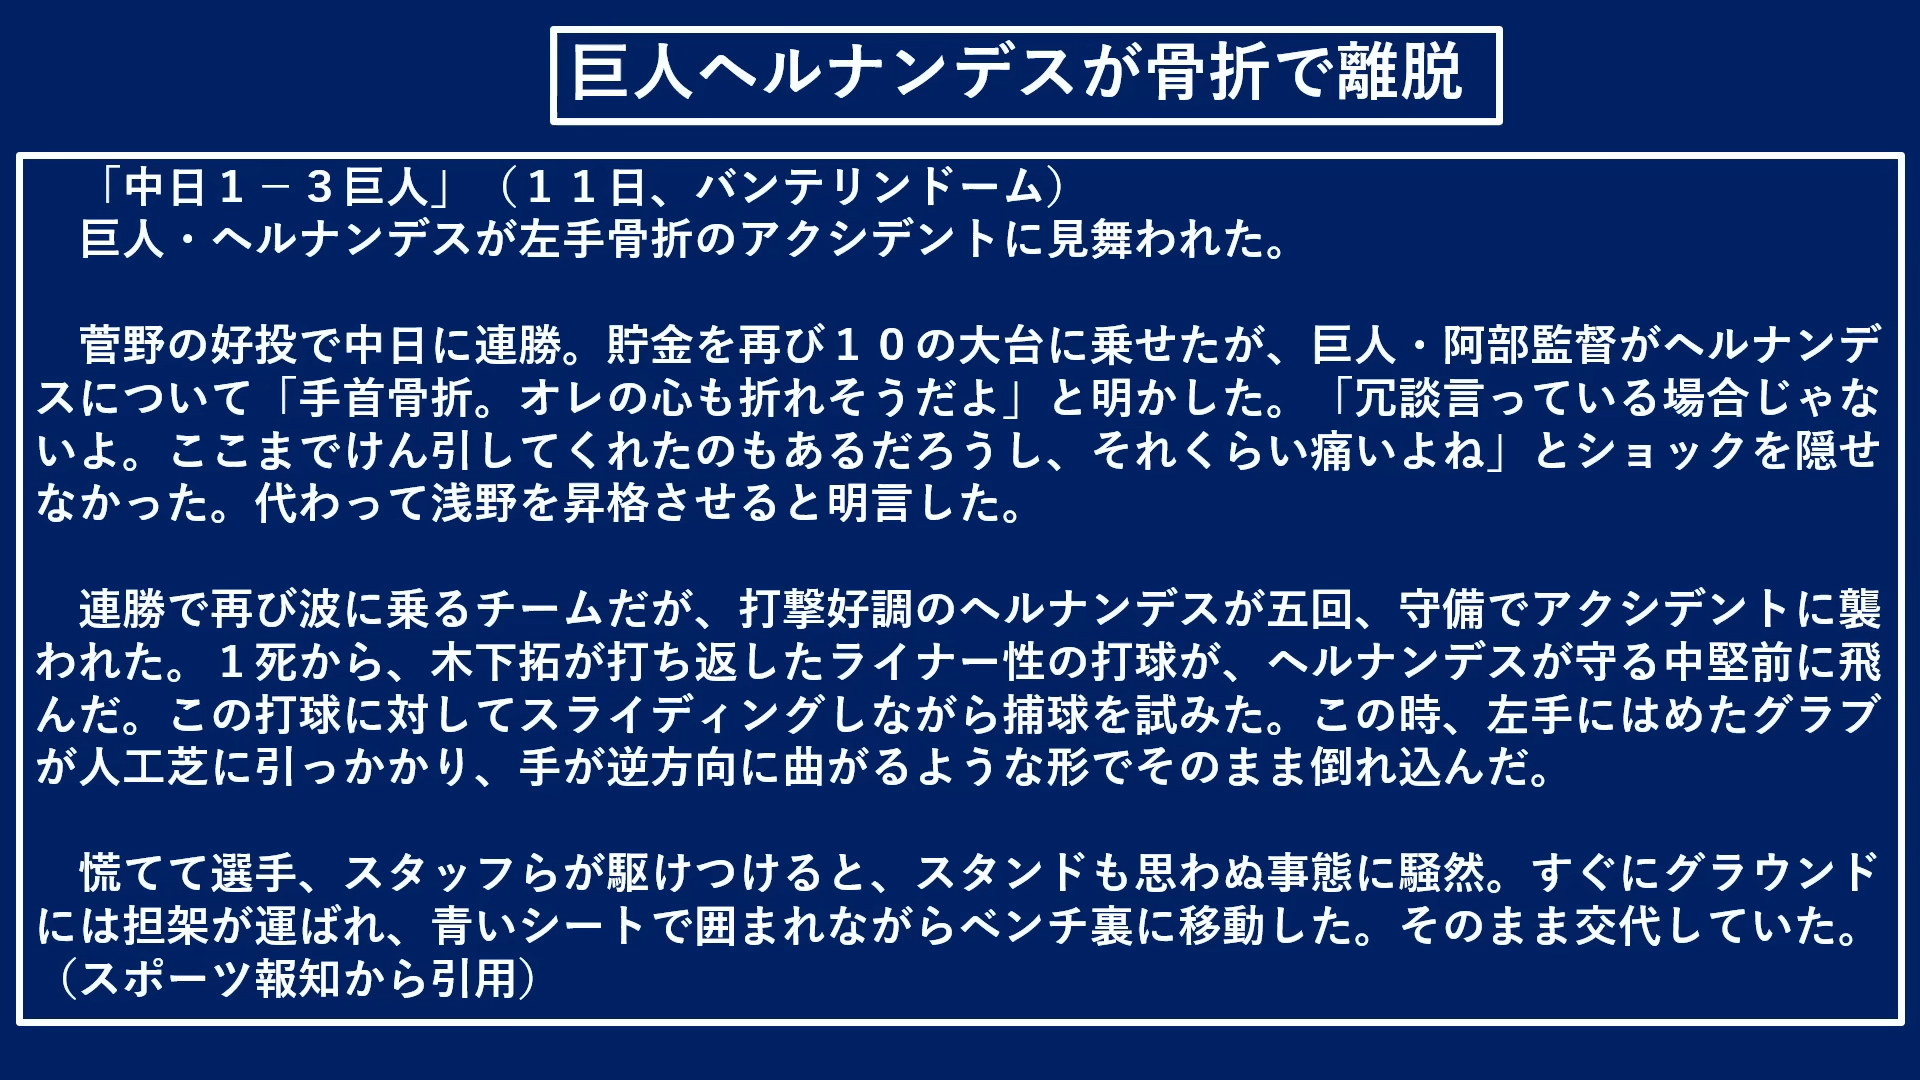 巨人ヘルナンデスが骨折で離脱
「中日１－３巨人」（１１日、バンテリンドーム）
巨人・ヘルナンデスが左手骨折のアクシデントに見舞われた。
菅野の好投で中日に連勝。貯金を再び１０の大台に乗せたが、巨人・阿部監督がヘルナンデ
スについて「手首骨折。オレの心も折れそうだよ」と明かした。「冗談言っている場合じゃな
いよ。ここまでけん引してくれたのもあるだろうし、それくらい痛いよね」とショックを隠せ
なかった。代わって浅野を昇格させると明言した。
連勝で再び波に乗るチームだが、打撃好調のヘルナンデスが五回、守備でアクシデントに襲
われた。１死から、木下拓が打ち返したライナー性の打球が、ヘルナンデスが守る中堅前に飛
んだ。この打球に対してスライディングしながら捕球を試みた。この時、左手にはめたグラブ
が人工芝に引っかかり、手が逆方向に曲がるような形でそのまま倒れ込んだ。
慌てて選手、スタッフらが駆けつけると、スタンドも思わぬ事態に騒然。すぐにグラウンド
には担架が運ばれ、青いシートで囲まれながらベンチ裏に移動した。そのまま交代していた。
（スポーツ報知から引用）